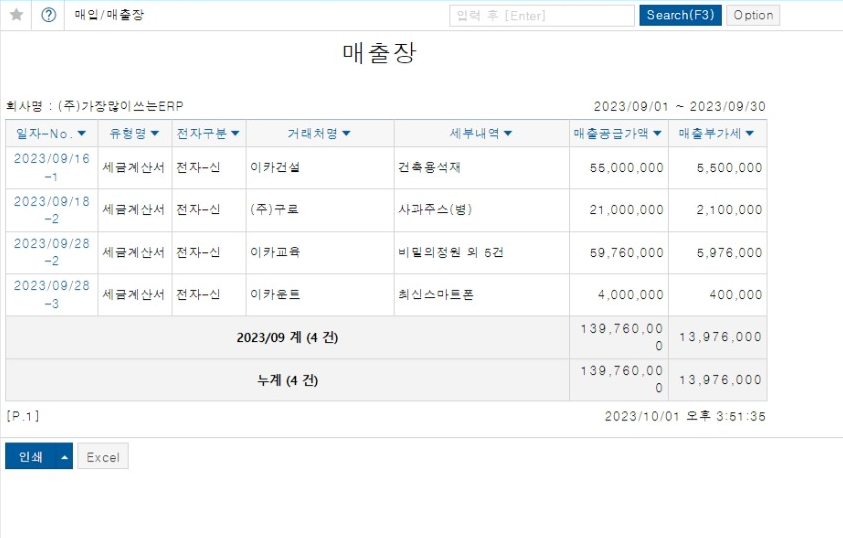 매입/매출장
입력 후 [Enter]
Search(F3)
Option
매출장
회사명 : (주)가장많이쓰는ERP
2023/09/01 ~ 2023/09/30
일자-No. ▼ 유형명 ▼ 전자구분 ▼ 거래처명 ▼ 세부내역 ▼ 매출공급가액 ▼ 매출부가세 ▼
2023/09/16
-1
세금계산서 전자-신 이카건설 건축용석재 55,000,000 5,500,000
2023/09/18
-2
세금계산서 전자-신 (주)구로 사과주스(병) 21,000,000 2,100,000
2023/09/28
-2
세금계산서 전자-신 이카교육 비밀의정원 외 5건 59,760,000 5,976,000
2023/09/28
-3
세금계산서 전자-신 이카운트 최신스마트폰 4,000,000 400,000
2023/09 계 (4 건)
139,760,00
0
13,976,000
누계 (4 건)
139,760,00
0
13,976,000
[P.1]
2023/10/01 오후 3:51:35
인쇄
Excel